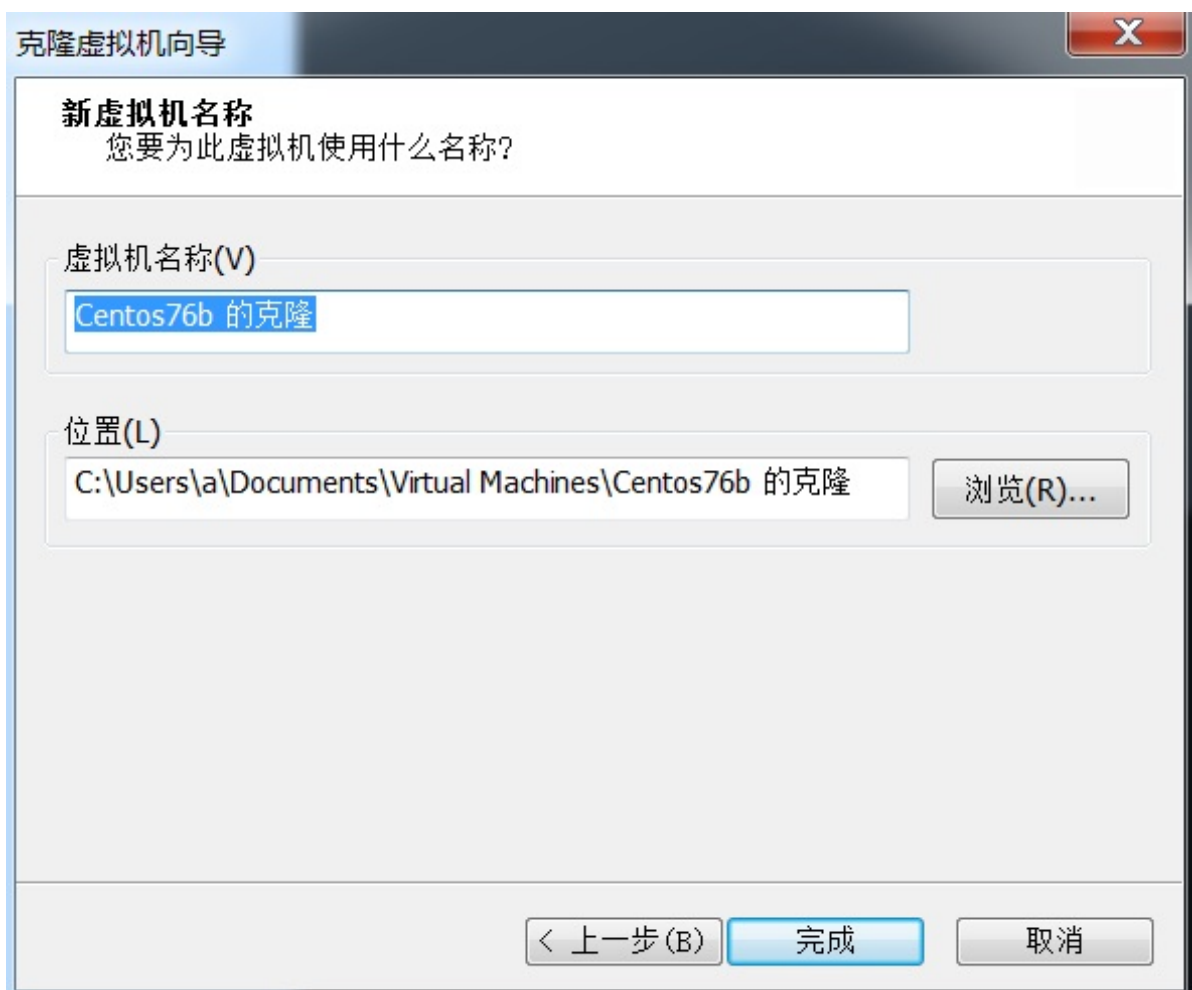 克隆虚拟机向导
新虚拟机名称
您要为此虚拟机使用什么名称?
虚拟机名称(V)
Centos76b 的克隆
位置(L)
C:\Users\a\Documents\Virtual Machines\Centos76b 的克隆
浏览(R)...
< 上一步(B) 完成 取消